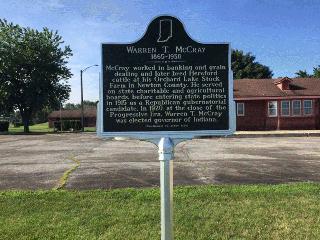 WARREN T. McCRAY
1865-1938
McCray worked in banking and grain
dealing and later bred Hereford
cattle at his Orchard Lake Stock
Farm in Newton County. He served
on state charitable and agricultural
boards before entering state politics
in 1915 as a Republican gubernatorial
candidate. In 1920, at the close of the
Progressive Era, Warren T. McCray
was elected governor of Indiana.